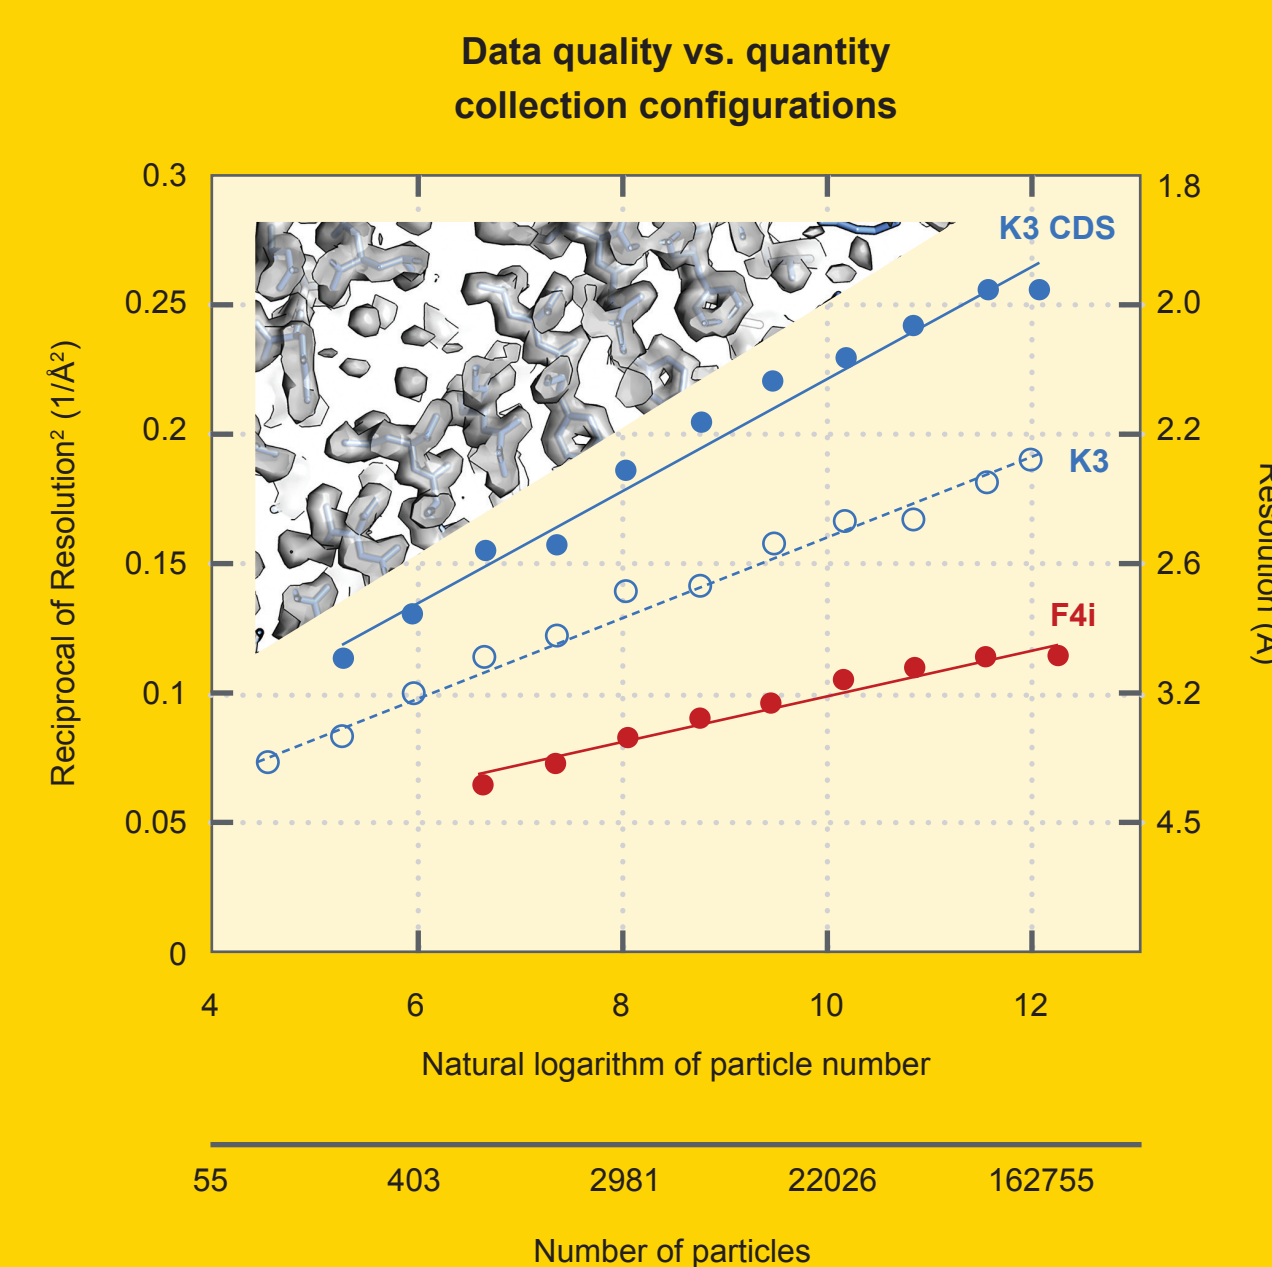 Data quality vs. quantity
collection configurations
Reciprocal of Resolution² (1/Å²)
0.3
0.25
0.2
0.15
0.1
0.05
0
K3 CDS
K3
F4i
1.8
2.0
2.2
2.6
3.2
4.5
Resolution (Å)
4 6 8 10 12
Natural logarithm of particle number
55 403 2981 22026 162755
Number of particles